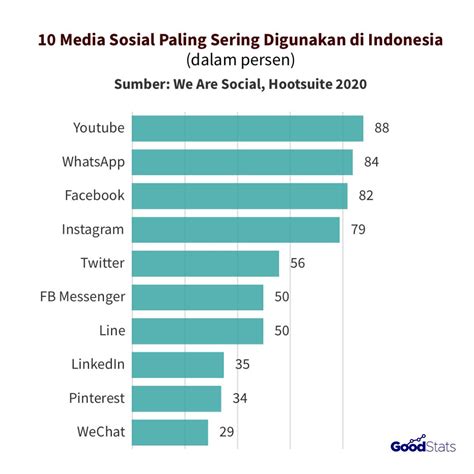 10 Media Sosial Paling Sering Digunakan di Indonesia
(dalam persen)
Sumber: We Are Social, Hootsuite 2020
Youtube 88
WhatsApp 84
Facebook 82
Instagram 79
Twitter 56
FB Messenger 50
Line 50
LinkedIn 35
Pinterest 34
WeChat 29
GoodStats